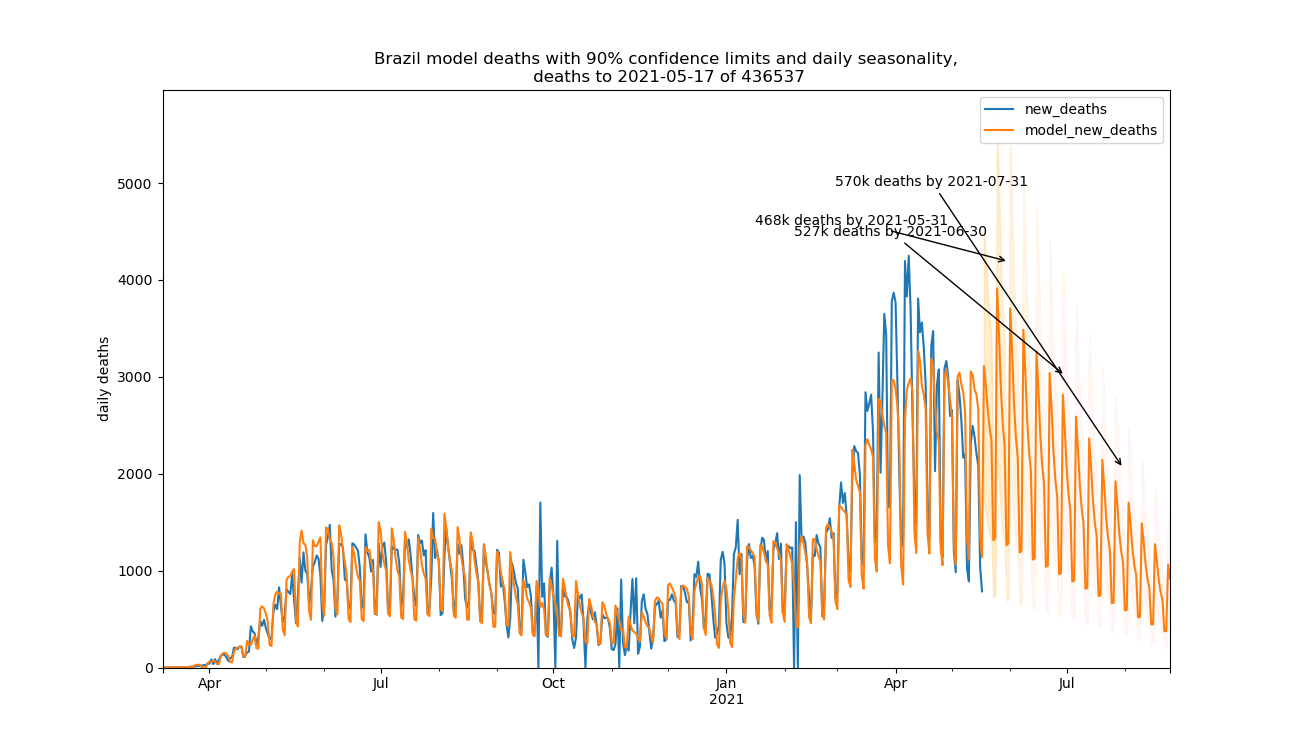 Brazil model deaths with 90% confidence limits and daily seasonality,
deaths to 2021-05-17 of 436537
new_deaths
model_new_deaths
570k deaths by 2021-07-31
468k deaths by 2021-05-31
527k deaths by 2021-06-30
daily deaths
5000
4000
3000
2000
1000
0
Apr
Jul
Oct
Jan
2021
Apr
Jul